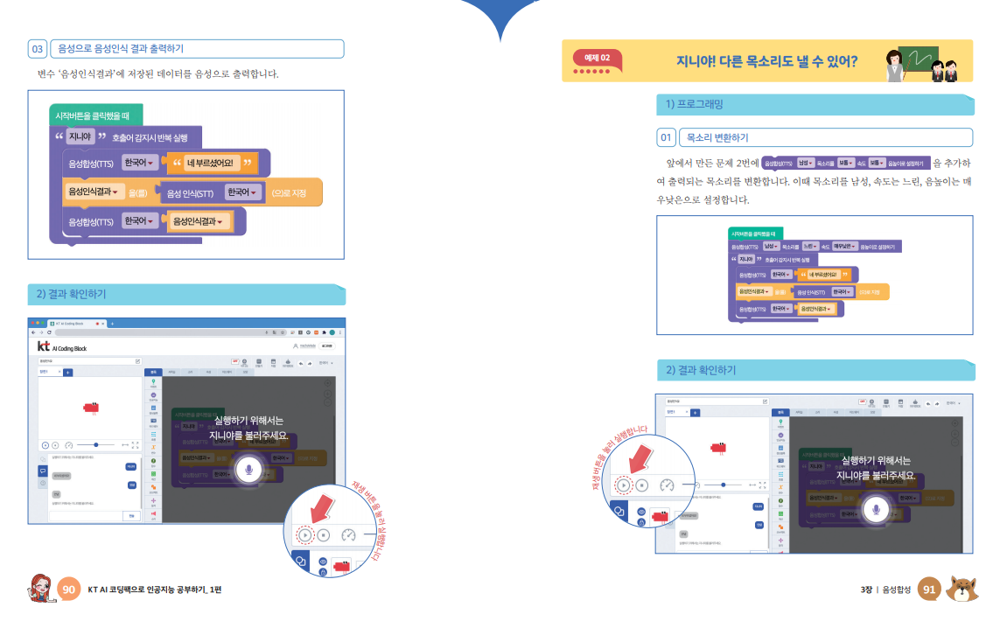 03 음성으로 음성인식 결과 출력하기
변수 '음성인식결과'에 저장된 데이터를 음성으로 출력합니다.
시작버튼을 클릭했을 때
“ 지니야 ” 호출어 감지시 반복 실행
음성합성(TTS) 한국어 “ 네 부르셨어요! ”
음성인식결과 을(를) 음성 인식(STT) 한국어 (으)로 지정
음성합성(TTS) 한국어 음성인식결과
2) 결과 확인하기
KT AI Coding Block
kt AI Coding Block
실행하기 위해서는
지니야를 불러주세요.
재생 버튼을 눌러 실행합니다
90 KT AI 코딩팩으로 인공지능 공부하기_ 1편
예제 02 지니야! 다른 목소리도 낼 수 있어?
1) 프로그래밍
01 목소리 변환하기
앞에서 만든 문제 2번에 음성합성(TTS) 남성 목소리를 보통 속도 보통 음높이로 설정하기 을 추가하
여 출력되는 목소리를 변환합니다. 이때 목소리를 남성, 속도는 느린, 음높이는 매
우낮은으로 설정합니다.
시작버튼을 클릭했을 때
음성합성(TTS) 남성 목소리를 느린 속도 매우낮은 음높이로 설정하기
“ 지니야 ” 호출어 감지시 반복 실행
음성합성(TTS) 한국어 “ 네 부르셨어요! ”
음성인식결과 을(를) 음성 인식(STT) 한국어 (으)로 지정
음성합성(TTS) 한국어 음성인식결과
2) 결과 확인하기
실행하기 위해서는
지니야를 불러주세요.
재생 버튼을 눌러 실행합니다
3장 | 음성합성 91